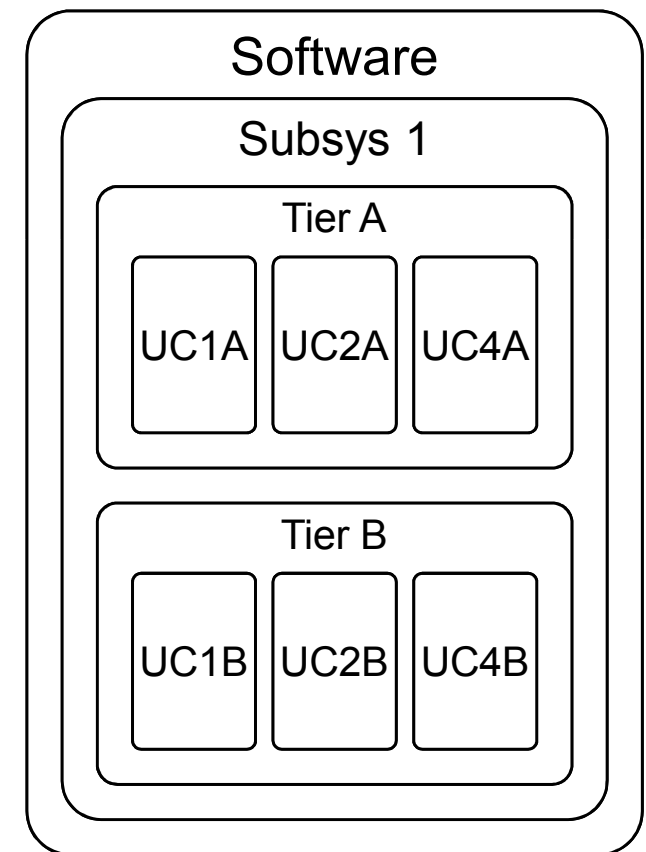 Software
Subsys 1
Tier A
UC1A UC2A UC4A
Tier B
UC1B UC2B UC4B